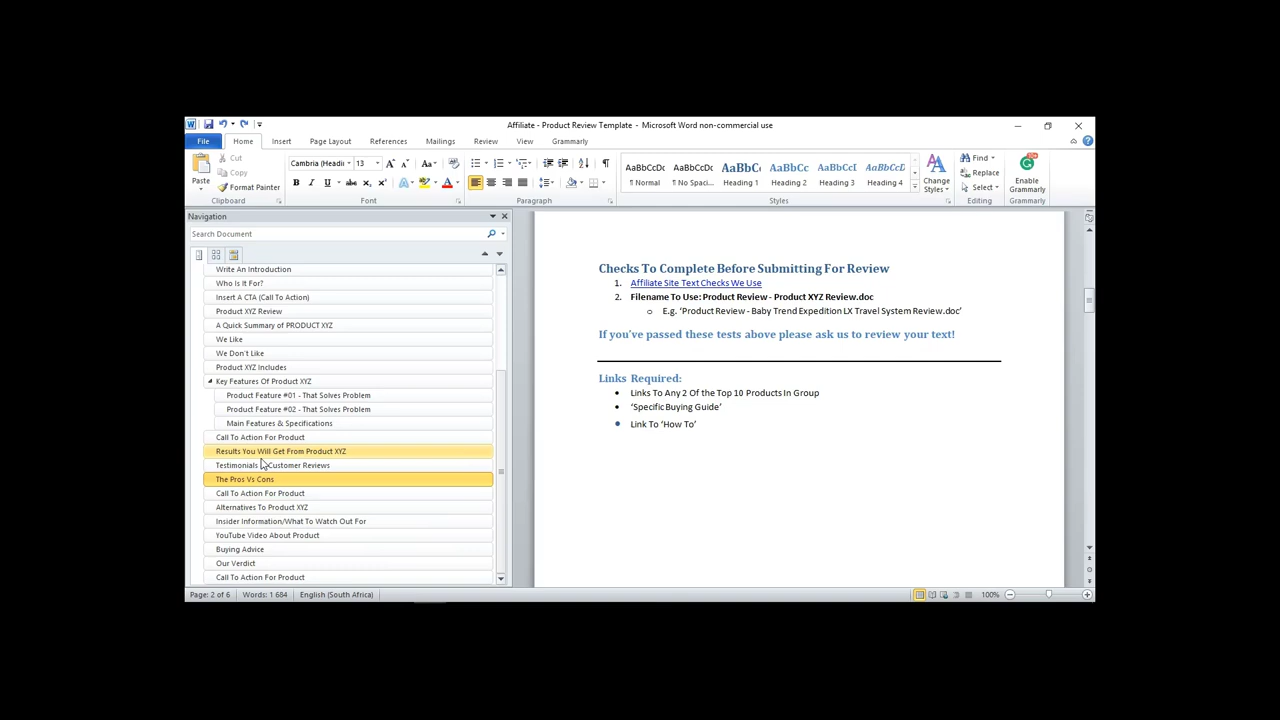 Affiliate - Product Review Template - Microsoft Word non-commercial use
File Home Insert Page Layout References Mailings Review View Grammarly
Paste
Cut
Copy
Format Painter
Clipboard
Cambria (Headi 13
Font
Paragraph
AaBbCcDc AaBbCcDc AaBbCc AaBbCc AaBbCcI AaBbCcI
¶ Normal ¶ No Spaci... Heading 1 Heading 2 Heading 3 Heading 4
Styles
Change Styles
Find
Replace
Select
Editing
Enable Grammarly
Grammarly
Navigation
Search Document
Write An Introduction
Who Is It For?
Insert A CTA (Call To Action)
Product XYZ Review
A Quick Summary of PRODUCT XYZ
We Like
We Don't Like
Product XYZ Includes
Key Features Of Product XYZ
Product Feature #01 - That Solves Problem
Product Feature #02 - That Solves Problem
Main Features & Specifications
Call To Action For Product
Results You Will Get From Product XYZ
Testimonials Customer Reviews
The Pros Vs Cons
Call To Action For Product
Alternatives To Product XYZ
Insider Information/What To Watch Out For
YouTube Video About Product
Buying Advice
Our Verdict
Call To Action For Product
Checks To Complete Before Submitting For Review
1. Affiliate Site Text Checks We Use
2. Filename To Use: Product Review - Product XYZ Review.doc
o E.g. ‘Product Review - Baby Trend Expedition LX Travel System Review.doc’
If you’ve passed these tests above please ask us to review your text!
Links Required:
• Links To Any 2 Of the Top 10 Products In Group
• ‘Specific Buying Guide’
• Link To ‘How To’
Page: 2 of 6 Words: 1 684 English (South Africa) 100%